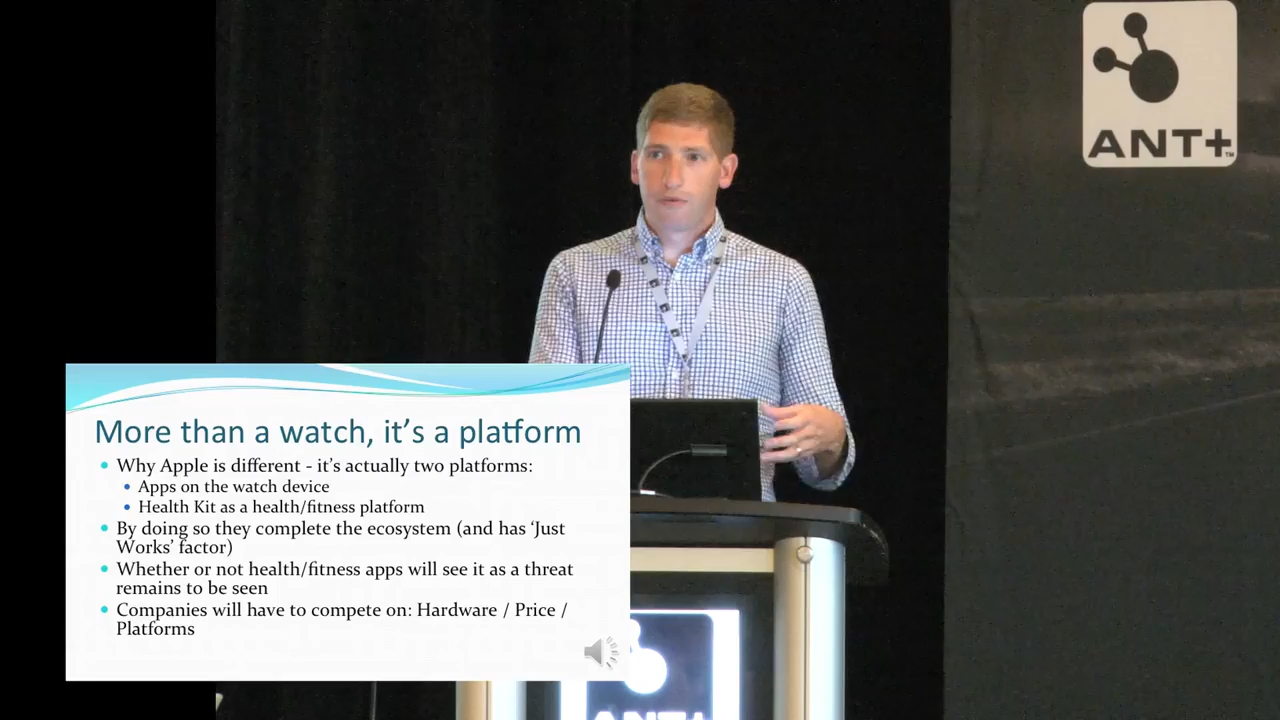 ANT+
TM
More than a watch, it's a platform
Why Apple is different - it's actually two platforms:
Apps on the watch device
Health Kit as a health/fitness platform
By doing so they complete the ecosystem (and has 'Just
Works' factor)
Whether or not health/fitness apps will see it as a threat
remains to be seen
Companies will have to compete on: Hardware / Price /
Platforms
ANT+